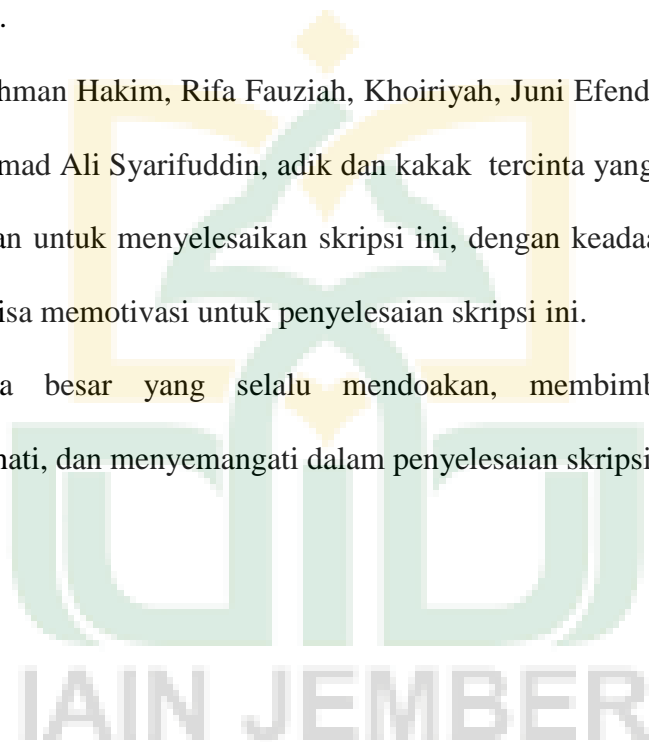 .
hman Hakim, Rifa Fauziah, Khoiriyah, Juni Efend
mad Ali Syarifuddin, adik dan kakak tercinta yang
an untuk menyelesaikan skripsi ini, dengan keadaa
isa memotivasi untuk penyelesaian skripsi ini.
a besar yang selalu mendoakan, membimb
hati, dan menyemangati dalam penyelesaian skripsi
IAIN JEMBER